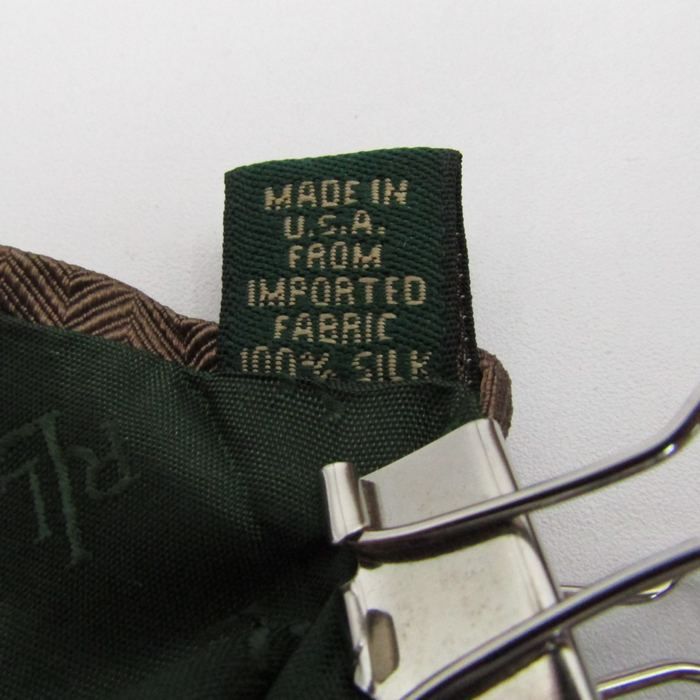 MADE IN
U.S.A.
FROM
IMPORTED
FABRIC
100% SILK
R/L